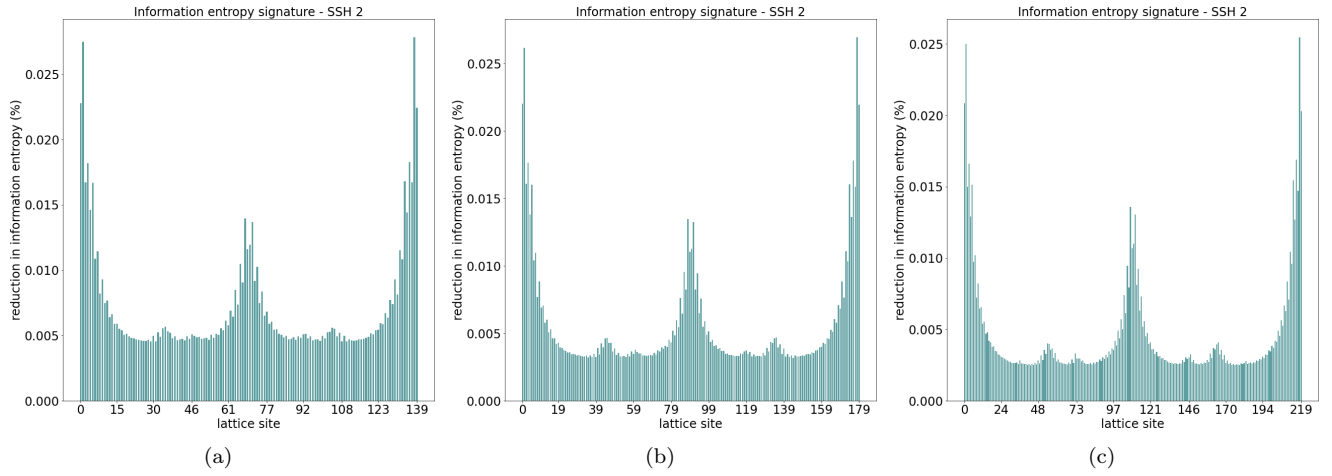 Information entropy signature - SSH 2
reduction in information entropy (%)
0.025
0.020
0.015
0.010
0.005
0.000
0 15 30 46 61 77 92 108 123 139
lattice site
(a)
Information entropy signature - SSH 2
reduction in information entropy (%)
0.025
0.020
0.015
0.010
0.005
0.000
0 19 39 59 79 99 119 139 159 179
lattice site
(b)
Information entropy signature - SSH 2
reduction in information entropy (%)
0.025
0.020
0.015
0.010
0.005
0.000
0 24 48 73 97 121 146 170 194 219
lattice site
(c)